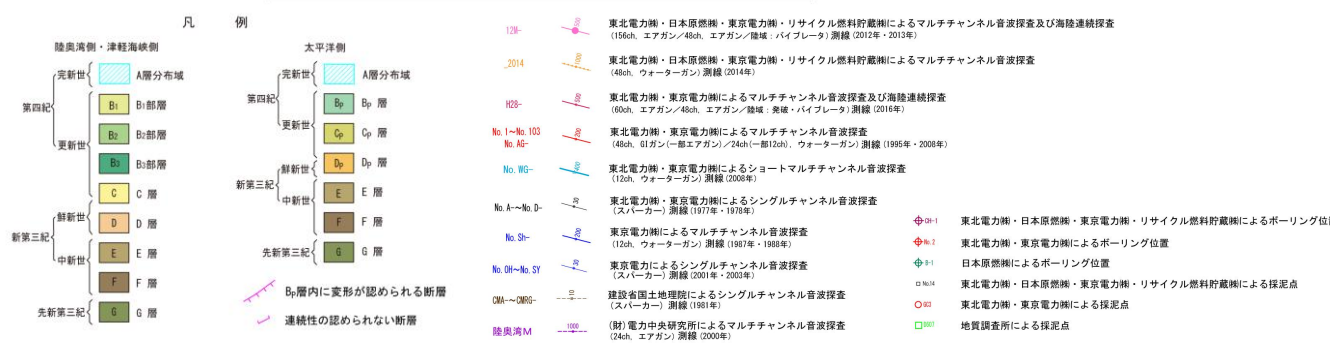 凡　例
陸奥湾側・津軽海峡側
第四紀
完新世
A層分布域
更新世
B1 B1部層
B2 B2部層
B3 B3部層
C C 層
新第三紀
鮮新世
D D 層
中新世
E E 層
F F 層
先新第三紀
G G 層
太平洋側
第四紀
完新世
A層分布域
更新世
BP BP 層
CP CP 層
新第三紀
鮮新世
DP DP 層
中新世
E E 層
F F 層
先新第三紀
G G 層
BP層内に変形が認められる断層
連続性の認められない断層
12M- 500 東北電力㈱・日本原燃㈱・東京電力㈱・リサイクル燃料貯蔵㈱によるマルチチャンネル音波探査及び海陸連続探査
(156ch, エアガン／48ch, エアガン／陸域：バイブレータ) 測線 (2012年・2013年)
_2014 1000 東北電力㈱・日本原燃㈱・東京電力㈱・リサイクル燃料貯蔵㈱によるマルチチャンネル音波探査
(48ch, ウォーターガン) 測線 (2014年)
H28- 500 東北電力㈱・東京電力㈱によるマルチチャンネル音波探査及び海陸連続探査
(60ch, エアガン／48ch, エアガン／陸域：発破・バイブレータ) 測線 (2016年)
No.1～No.103
No.AG-
200 東北電力㈱・東京電力㈱によるマルチチャンネル音波探査
(48ch, GIガン(一部エアガン)／24ch(一部12ch), ウォーターガン) 測線 (1995年・2008年)
No.WG- 400 東北電力㈱・東京電力㈱によるショートマルチチャンネル音波探査
(12ch, ウォーターガン) 測線 (2008年)
No.A-～No.D- 30 東北電力㈱・東京電力㈱によるシングルチャンネル音波探査
(スパーカー) 測線 (1977年・1978年)
No.Sh- 200 東京電力㈱によるマルチチャンネル音波探査
(12ch, ウォーターガン) 測線 (1987年・1988年)
No.OH～No.SY 30 東京電力によるシングルチャンネル音波探査
(スパーカー) 測線 (2001年・2003年)
CMA-～CMRG- 10 建設省国土地理院によるシングルチャンネル音波探査
(スパーカー) 測線 (1981年)
陸奥湾M 1000 (財)電力中央研究所によるマルチチャンネル音波探査
(24ch, エアガン) 測線 (2000年)
CH-1 東北電力㈱・日本原燃㈱・東京電力㈱・リサイクル燃料貯蔵㈱によるボーリング位
No.2 東北電力㈱・東京電力㈱によるボーリング位置
B-1 日本原燃㈱によるボーリング位置
No.14 東北電力㈱・日本原燃㈱・東京電力㈱・リサイクル燃料貯蔵㈱による採泥点
GC3 東北電力㈱・東京電力㈱による採泥点
地質調査所による採泥点